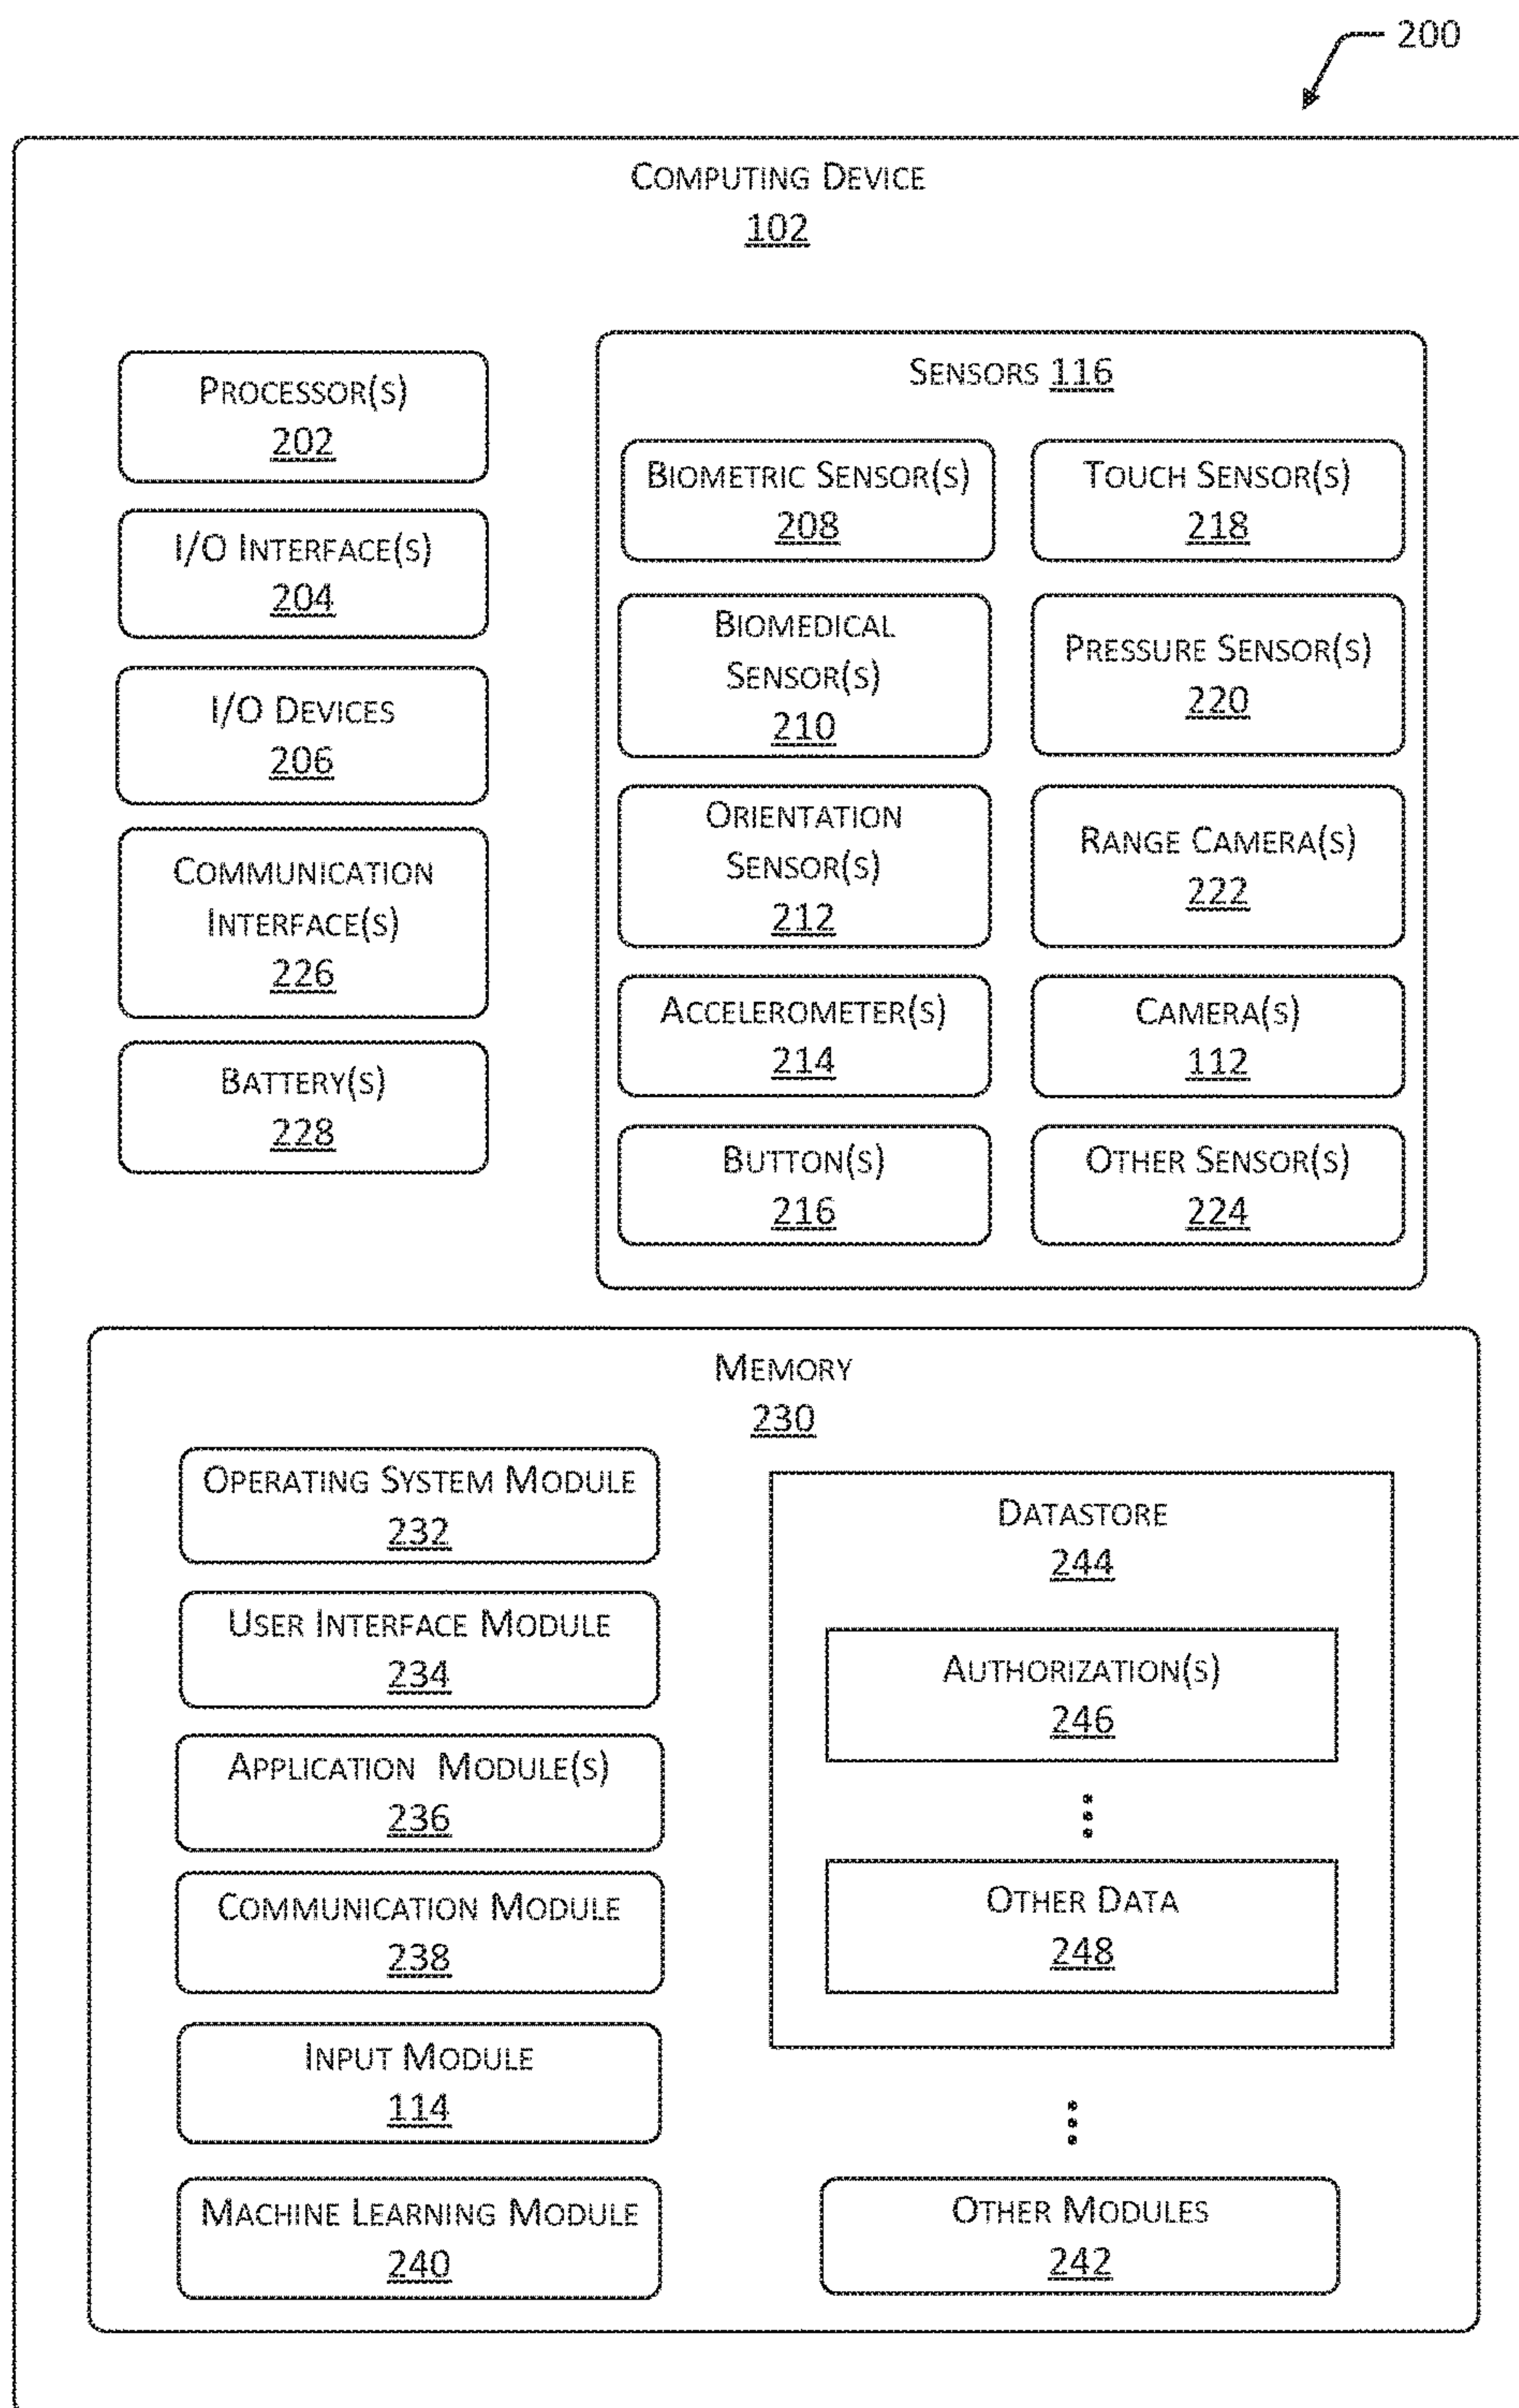 200
Computing Device
102
Processor(s)
202
I/O Interface(s)
204
I/O Devices
206
Communication
Interface(s)
226
Battery(s)
228
Sensors 116
Biometric Sensor(s)
208
Biomedical
Sensor(s)
210
Orientation
Sensor(s)
212
Accelerometer(s)
214
Button(s)
216
Touch Sensor(s)
218
Pressure Sensor(s)
220
Range Camera(s)
222
Camera(s)
112
Other Sensor(s)
224
Memory
230
Operating System Module
232
User Interface Module
234
Application Module(s)
236
Communication Module
238
Input Module
114
Machine Learning Module
240
Datastore
244
Authorization(s)
246
Other Data
248
Other Modules
242